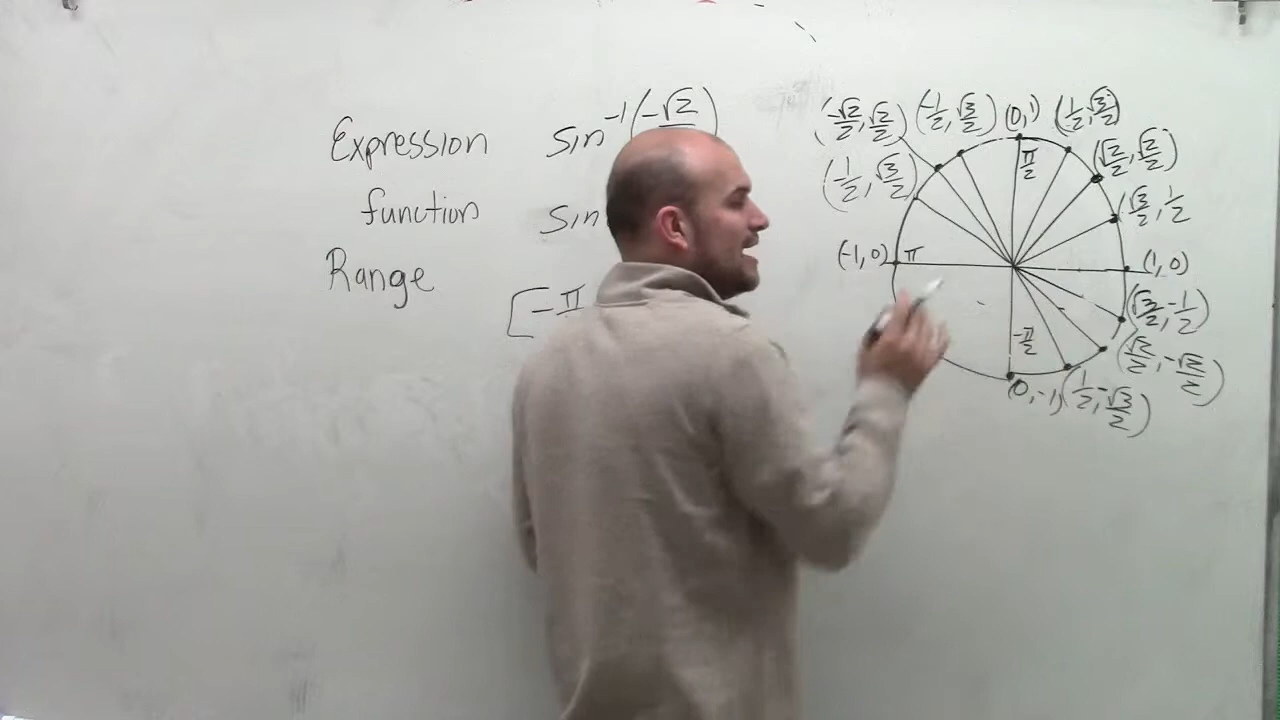 Expression sin⁻¹(-√2
function sin
Range
[-π
(-√2/2, √2/2) (-1/2, √3/2) (0, 1) (1/2, √3/2)
(-1/2, √3/2) (√2/2, √2/2)
π/2
(√3/2, 1/2
(-1, 0) π (1, 0)
(√3/2, -1/2)
-π/2
(√2/2, -√2/2)
(0, -1) (1/2, -√3/2)